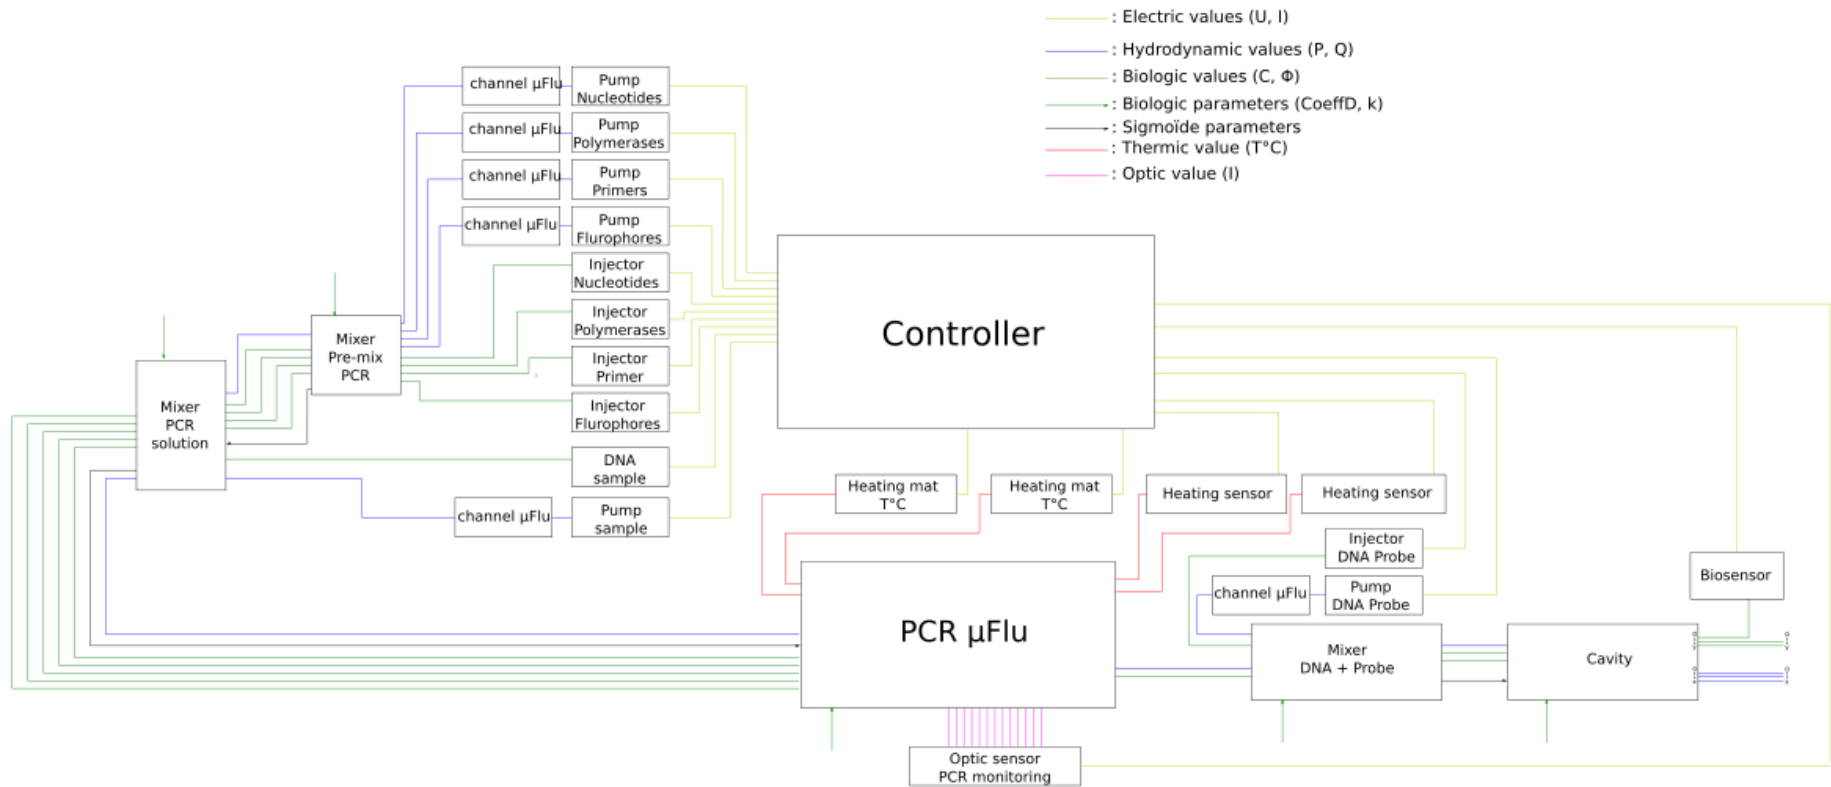 : Electric values (U, I)
: Hydrodynamic values (P, Q)
: Biologic values (C, Φ)
: Biologic parameters (CoeffD, k)
: Sigmoïde parameters
: Thermic value (T°C)
: Optic value (I)
channel µFlu
Pump
Nucleotides
channel µFlu
Pump
Polymerases
channel µFlu
Pump
Primers
channel µFlu
Pump
Flurophores
Injector
Nucleotides
Injector
Polymerases
Injector
Primer
Injector
Flurophores
DNA
sample
channel µFlu
Pump
sample
Mixer
Pre-mix
PCR
Mixer
PCR
solution
Controller
Heating mat
T°C
Heating mat
T°C
Heating sensor
Heating sensor
Injector
DNA Probe
channel µFlu
Pump
DNA Probe
Biosensor
PCR µFlu
Mixer
DNA + Probe
Cavity
Optic sensor
PCR monitoring